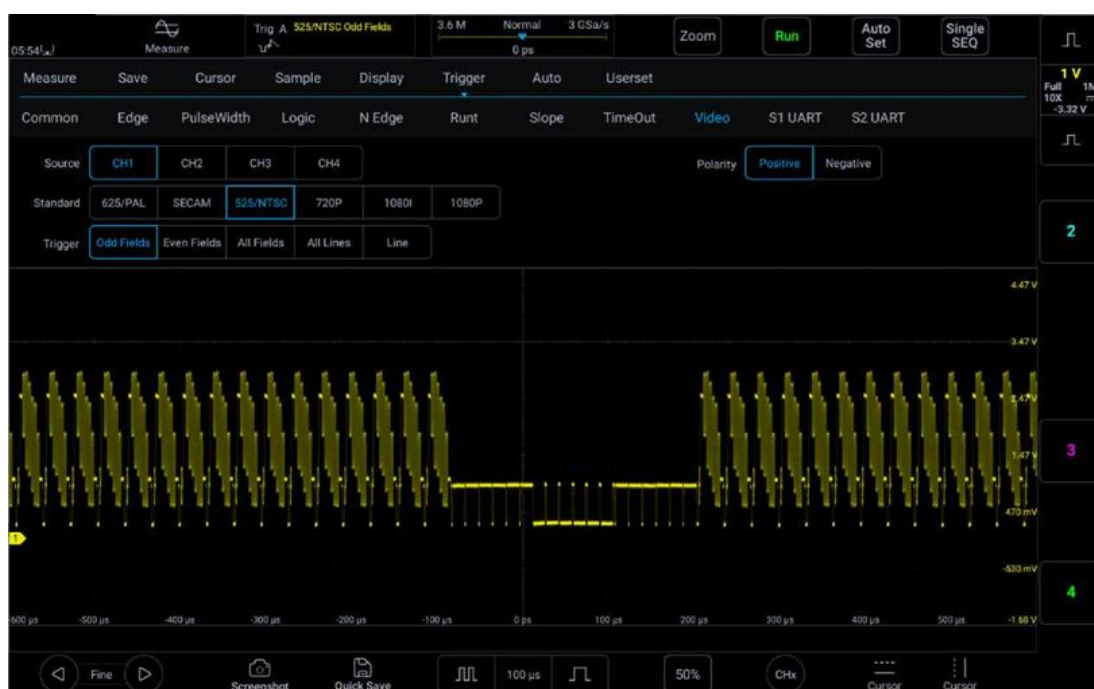 05:54
Measure
Trig A 525/NTSC Odd Fields
3.6 M Normal 3 GSa/s
0 ps
Zoom
Run
Auto Set
Single SEQ
Measure Save Cursor Sample Display Trigger Auto Userset
1 V
Full 1M
10X
-3.32 V
Common Edge PulseWidth Logic N Edge Runt Slope TimeOut Video S1 UART S2 UART
Source CH1 CH2 CH3 CH4 Polarity Positive Negative
Standard 625/PAL SECAM 525/NTSC 720P 1080I 1080P
Trigger Odd Fields Even Fields All Fields All Lines Line
2
4.47 V
3.47 V
2.47 V
1.47 V
3
470 mV
1
-530 mV
4
-600 µs -500 µs -400 µs -300 µs -200 µs -100 µs 0 ps 100 µs 200 µs 300 µs 400 µs 500 µs -1.68 V
Fine
Screenshot
Quick Save
100 µs
50%
CHx
Cursor
Cursor